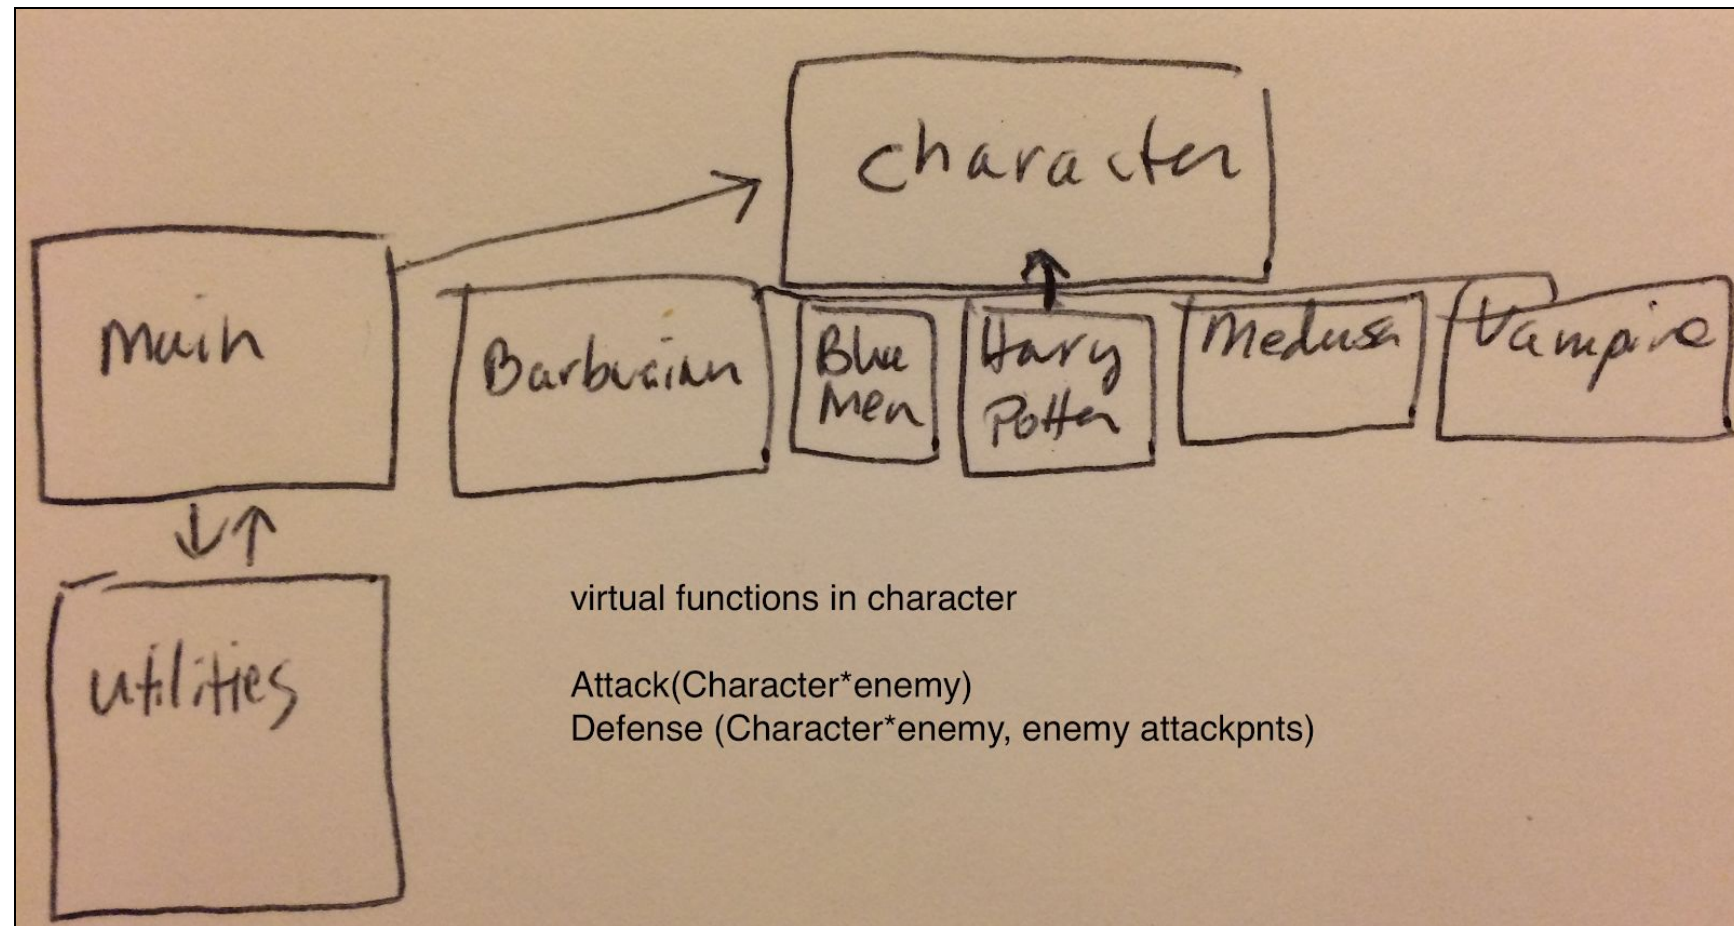 Character
Main
Barbarian
Blue
Men
Harry
Potter
Medusa
Vampire
utilities
virtual functions in character
Attack(Character*enemy)
Defense (Character*enemy, enemy attackpnts)